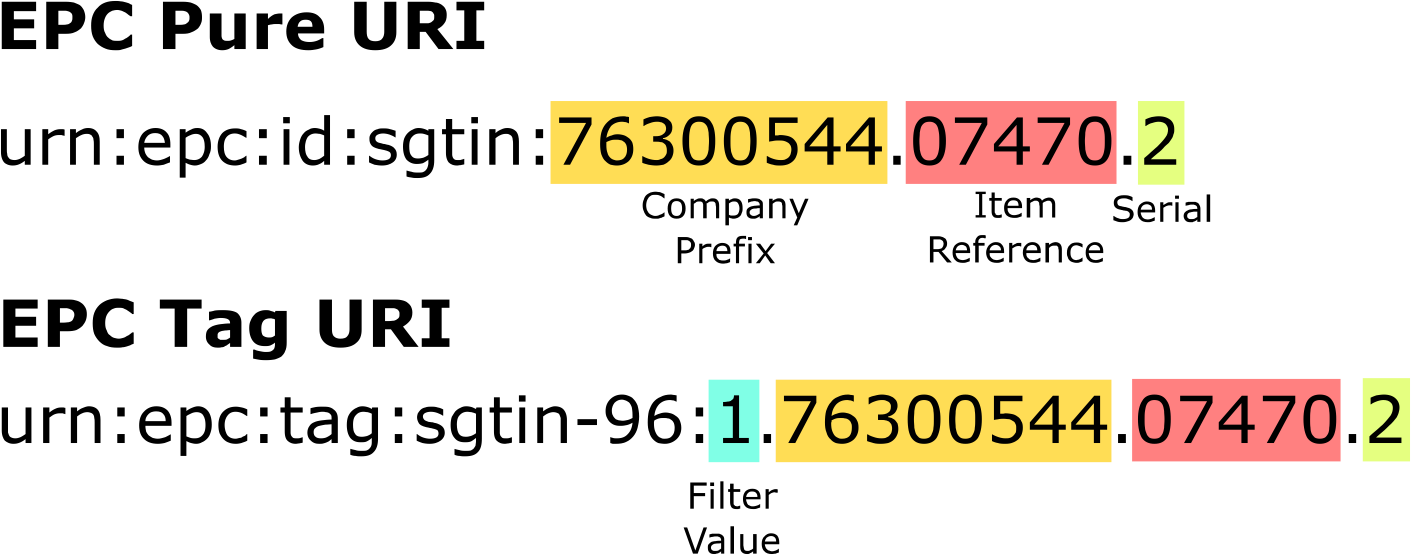 EPC Pure URI
urn:epc:id:sgtin:76300544.07470.2
Company Prefix
Item Reference
Serial
EPC Tag URI
urn:epc:tag:sgtin-96:1.76300544.07470.2
Filter
Value